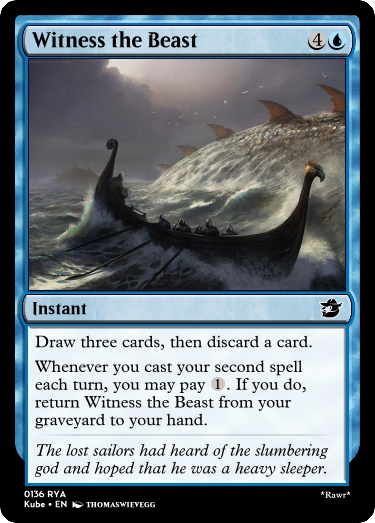 Witness the Beast
4
Instant
Draw three cards, then discard a card.
Whenever you cast your second spell
each turn, you may pay 1. If you do,
return Witness the Beast from your
graveyard to your hand.
The lost sailors had heard of the slumbering
god and hoped that he was a heavy sleeper.
0136 RYA
Kube • EN THOMASWIEVEGG
*Rawr*